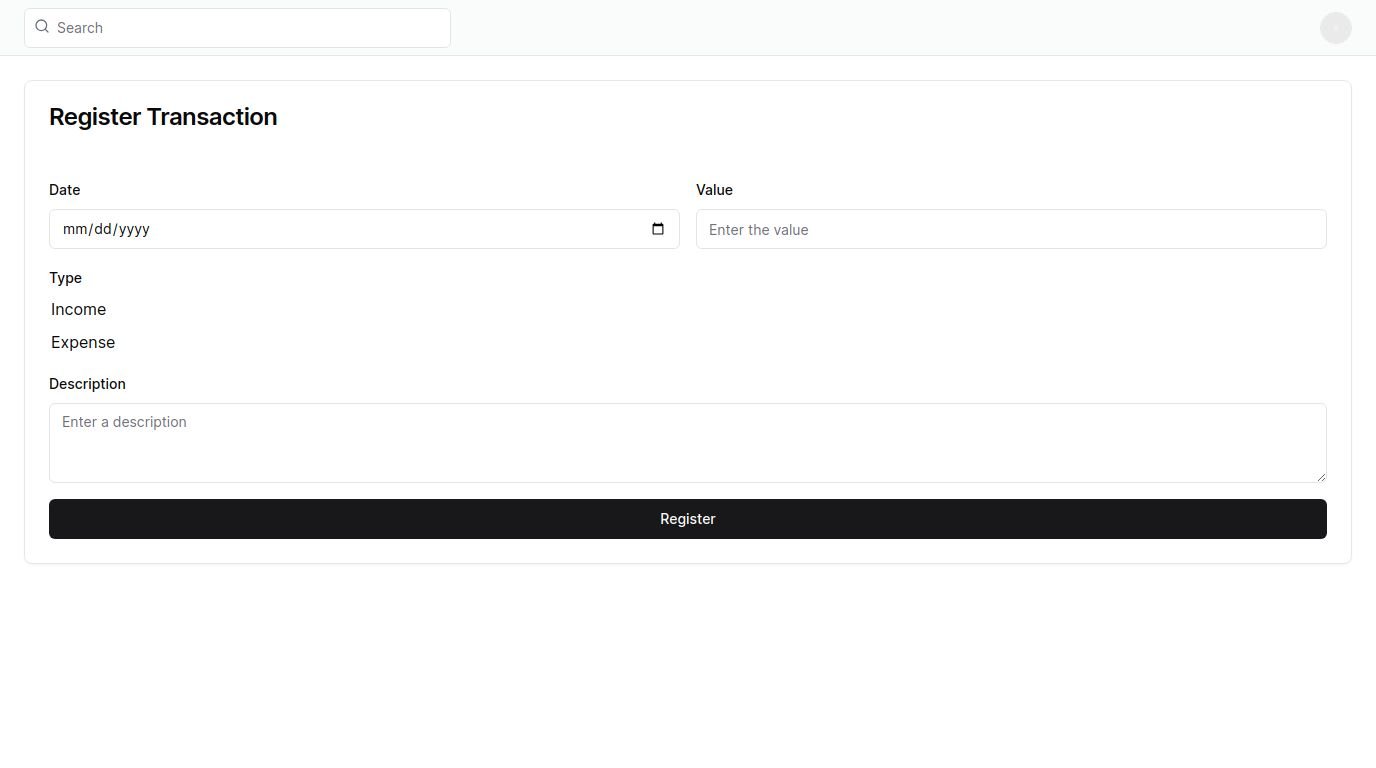 Search
Register Transaction
Date
Value
mm/dd/yyyy
Enter the value
Type
Income
Expense
Description
Enter a description
Register